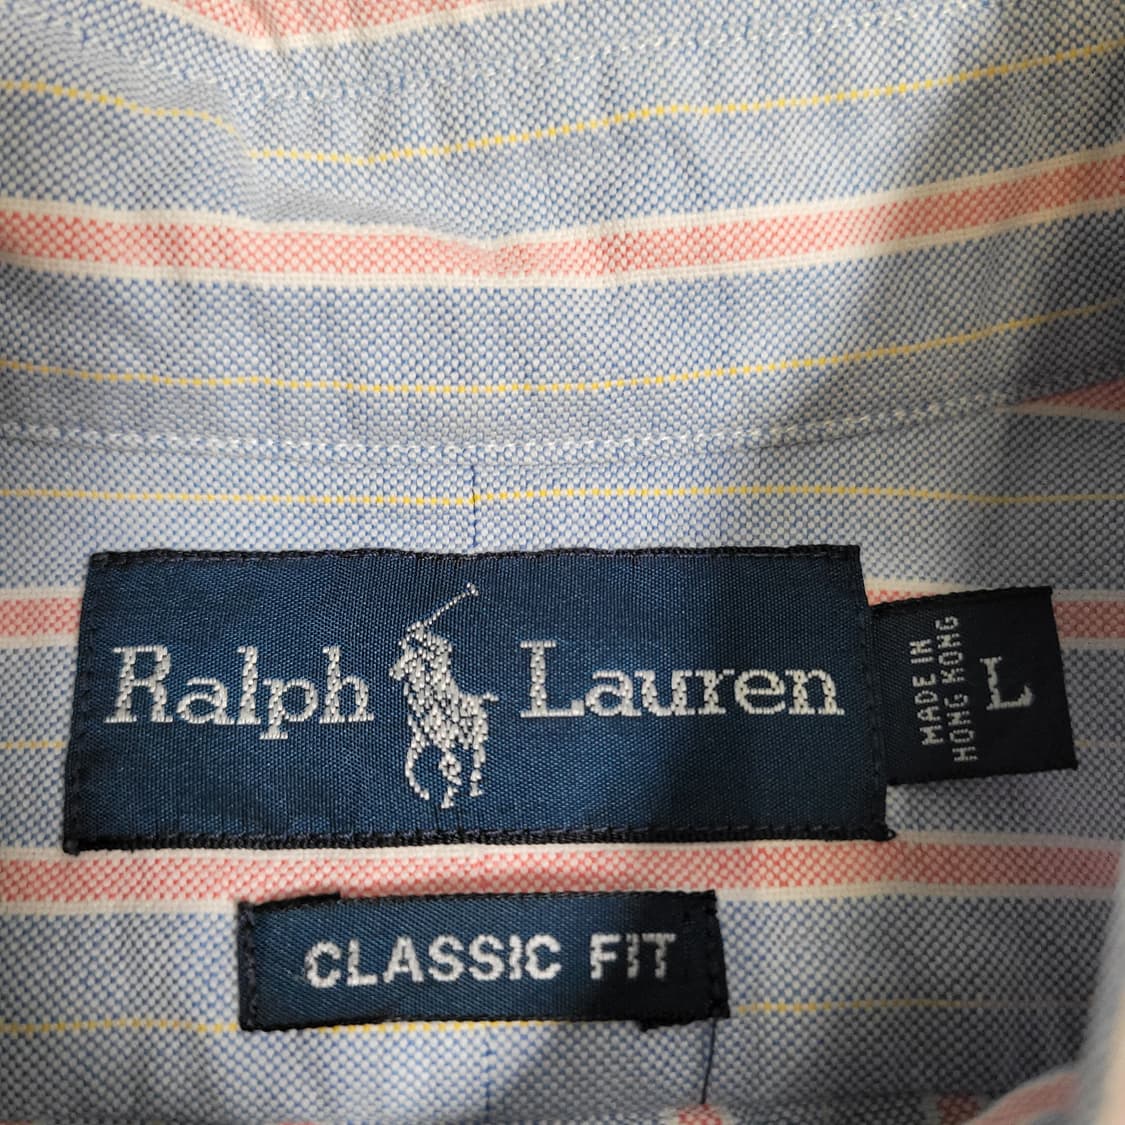 Ralph Lauren
MADE IN
HONG KONG
L
CLASSIC FIT